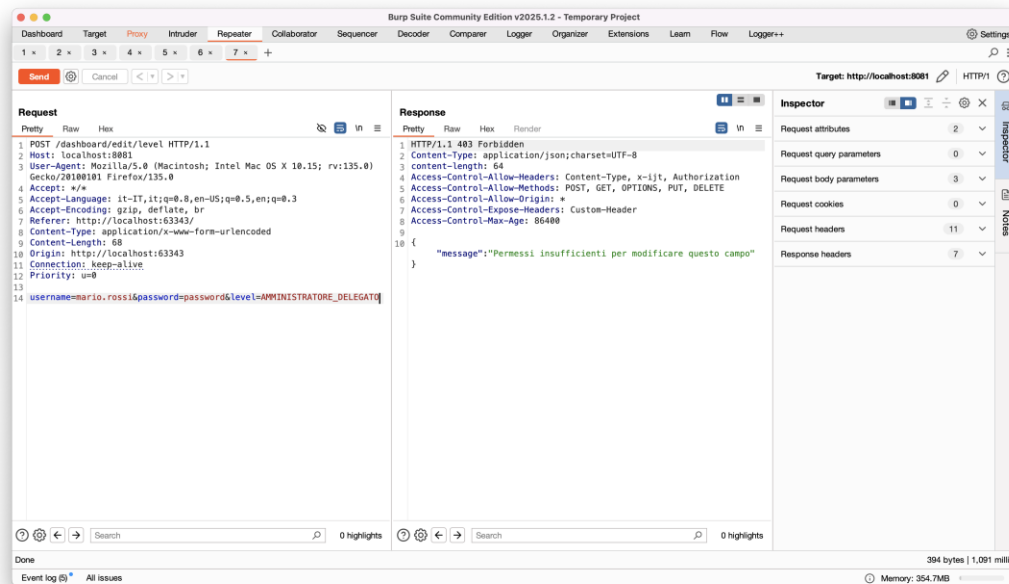 Burp Suite Community Edition v2025.1.2 - Temporary Project
Dashboard Target Proxy Intruder Repeater Collaborator Sequencer Decoder Comparer Logger Organizer Extensions Learn Flow Logger++ Settings
1 × 2 × 3 × 4 × 5 × 6 × 7 × +
Send Cancel < > Target: http://localhost:8081 HTTP/1 ?
Request
Pretty Raw Hex \n
1 POST /dashboard/edit/level HTTP/1.1
2 Host: localhost:8081
3 User-Agent: Mozilla/5.0 (Macintosh; Intel Mac OS X 10.15; rv:135.0)
Gecko/20100101 Firefox/135.0
4 Accept: */*
5 Accept-Language: it-IT,it;q=0.8,en-US;q=0.5,en;q=0.3
6 Accept-Encoding: gzip, deflate, br
7 Referer: http://localhost:63343/
8 Content-Type: application/x-www-form-urlencoded
9 Content-Length: 68
10 Origin: http://localhost:63343
11 Connection: keep-alive
12 Priority: u=0
13
14 username=mario.rossi&password=password&level=AMMINISTRATORE_DELEGATO
Response
Pretty Raw Hex Render \n
1 HTTP/1.1 403 Forbidden
2 Content-Type: application/json;charset=UTF-8
3 content-length: 64
4 Access-Control-Allow-Headers: Content-Type, x-ijt, Authorization
5 Access-Control-Allow-Methods: POST, GET, OPTIONS, PUT, DELETE
6 Access-Control-Allow-Origin: *
7 Access-Control-Expose-Headers: Custom-Header
8 Access-Control-Max-Age: 86400
9
10 {
"message":"Permessi insufficienti per modificare questo campo"
}
Inspector
Request attributes 2
Request query parameters 0
Request body parameters 3
Request cookies 0
Request headers 11
Response headers 7
Inspector
Notes
? Search 0 highlights
? Search 0 highlights
Done 394 bytes | 1,091 milli
Event log (5) All issues Memory: 354.7MB